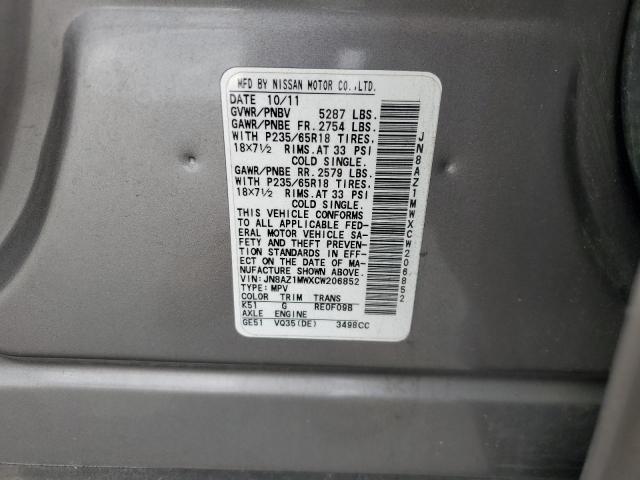 MFD BY NISSAN MOTOR CO.,LTD.
DATE 10/11
GVWR/PNBV 5287 LBS.
GAWR/PNBE FR. 2754 LBS.
WITH P235/65R18 TIRES.
18×7½ RIMS. AT 33 PSI
COLD SINGLE.
GAWR/PNBE RR. 2579 LBS.
WITH P235/65R18 TIRES.
18×7½ RIMS. AT 33 PSI
COLD SINGLE.
THIS VEHICLE CONFORMS
TO ALL APPLICABLE FED-
ERAL MOTOR VEHICLE SA-
FETY AND THEFT PREVEN-
TION STANDARDS IN EFF-
ECT ON THE DATE OF MA-
NUFACTURE SHOWN ABOVE.
VIN: JN8AZ1MWXCW206852
TYPE: MPV
COLOR TRIM TRANS
K51 G RE0F09B
AXLE ENGINE
GE51 VQ35(DE) 3498CC
JN8AZ1MWXCW206852